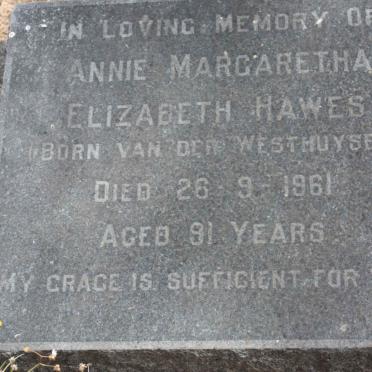 IN LOVING MEMORY OF
ANNIE MARGARETHA
ELIZABETH HAWES
(BORN VAN DER WESTHUYSE
DIED 26-9-1961
AGED 91 YEARS
MY GRACE IS SUFFICIENT FOR